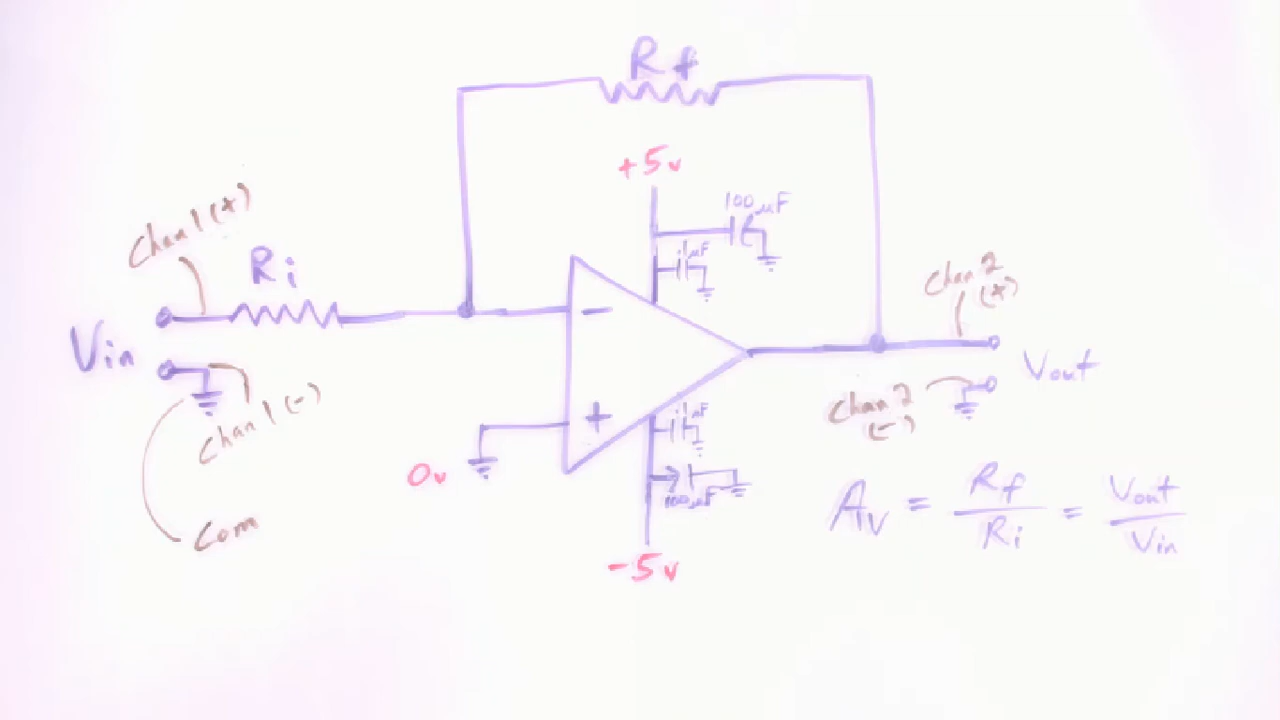 Rf
+5v
100µF
.1µF
Chan 1 (+)
Ri
-
Vin
Chan 1 (-)
Com
+
0v
.1µF
100µF
-5v
Chan 2 (+)
Vout
Chan 2 (-)
Av = Rf / Ri = Vout / Vin